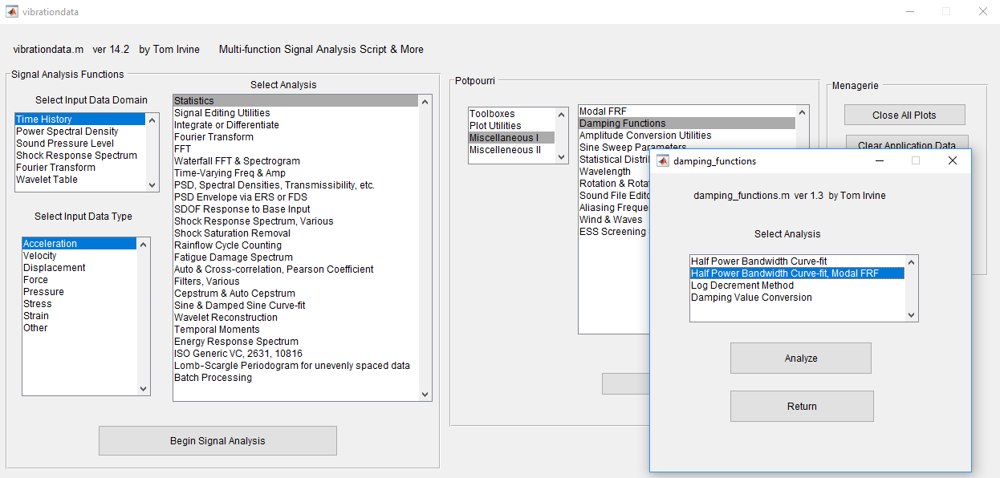 vibrationdata
vibrationdata.m ver 14.2 by Tom Irvine Multi-function Signal Analysis Script & More
Signal Analysis Functions
Select Input Data Domain
Time History
Power Spectral Density
Sound Pressure Level
Shock Response Spectrum
Fourier Transform
Wavelet Table
Select Input Data Type
Acceleration
Velocity
Displacement
Force
Pressure
Stress
Strain
Other
Select Analysis
Statistics
Signal Editing Utilities
Integrate or Differentiate
Fourier Transform
FFT
Waterfall FFT & Spectrogram
Time-Varying Freq & Amp
PSD, Spectral Densities, Transmissibility, etc.
PSD Envelope via ERS or FDS
SDOF Response to Base Input
Shock Response Spectrum, Various
Shock Saturation Removal
Rainflow Cycle Counting
Fatigue Damage Spectrum
Auto & Cross-correlation, Pearson Coefficient
Filters, Various
Cepstrum & Auto Cepstrum
Sine & Damped Sine Curve-fit
Wavelet Reconstruction
Temporal Moments
Energy Response Spectrum
ISO Generic VC, 2631, 10816
Lomb-Scargle Periodogram for unevenly spaced data
Batch Processing
Begin Signal Analysis
Potpourri
Toolboxes
Plot Utilities
Miscellaneous I
Miscelleneous II
Modal FRF
Damping Functions
Amplitude Conversion Utilities
Sine Sweep Parameters
Statistical Distri
Wavelength
Rotation & Rota
Sound File Edito
Aliasing Freque
Wind & Waves
ESS Screening
Menagerie
Close All Plots
Clear Application Data
damping_functions
damping_functions.m ver 1.3 by Tom Irvine
Select Analysis
Half Power Bandwidth Curve-fit
Half Power Bandwidth Curve-fit, Modal FRF
Log Decrement Method
Damping Value Conversion
Analyze
Return